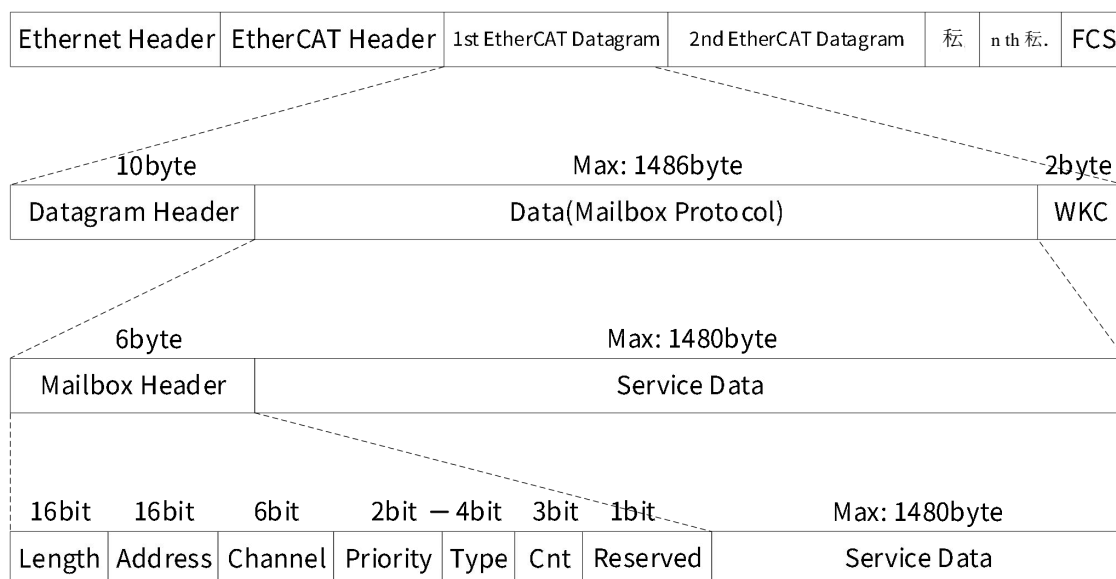 Ethernet Header EtherCAT Header 1st EtherCAT Datagram 2nd EtherCAT Datagram 秐 n th 秐. FCS
10byte Max: 1486byte 2byte
Datagram Header Data(Mailbox Protocol) WKC
6byte Max: 1480byte
Mailbox Header Service Data
16bit 16bit 6bit 2bit – 4bit 3bit 1bit Max: 1480byte
Length Address Channel Priority Type Cnt Reserved Service Data